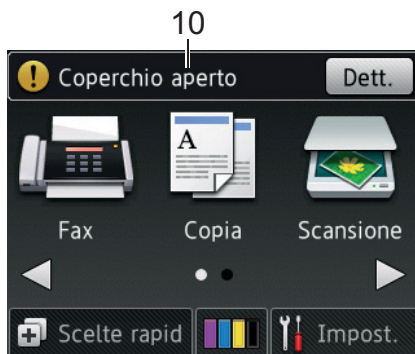 10
Coperchio aperto Dett.
A
Fax Copia Scansione
Scelte rapid Impost.